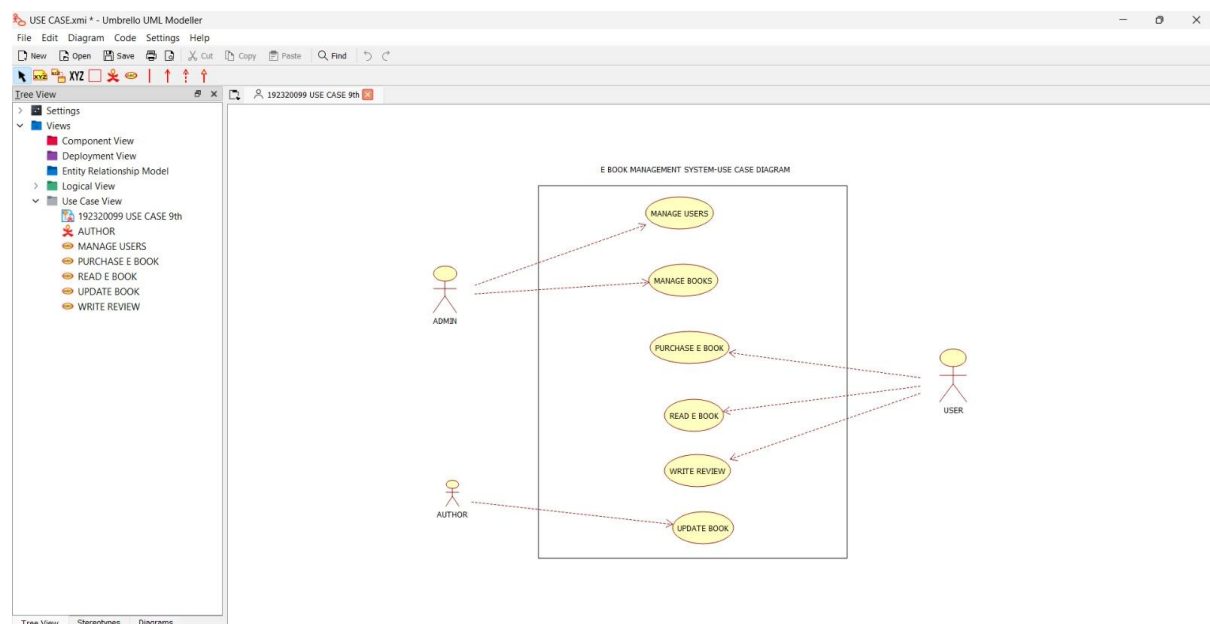 USE CASE.xmi * - Umbrello UML Modeller
File Edit Diagram Code Settings Help
New Open Save Cut Copy Paste Find
XYZ XYZ
Tree View
192320099 USE CASE 9th
Settings
Views
Component View
Deployment View
Entity Relationship Model
Logical View
Use Case View
192320099 USE CASE 9th
AUTHOR
MANAGE USERS
PURCHASE E BOOK
READ E BOOK
UPDATE BOOK
WRITE REVIEW
E BOOK MANAGEMENT SYSTEM-USE CASE DIAGRAM
MANAGE USERS
MANAGE BOOKS
ADMIN
PURCHASE E BOOK
USER
READ E BOOK
WRITE REVIEW
AUTHOR
UPDATE BOOK
Tree View Stereotypes Diagrams